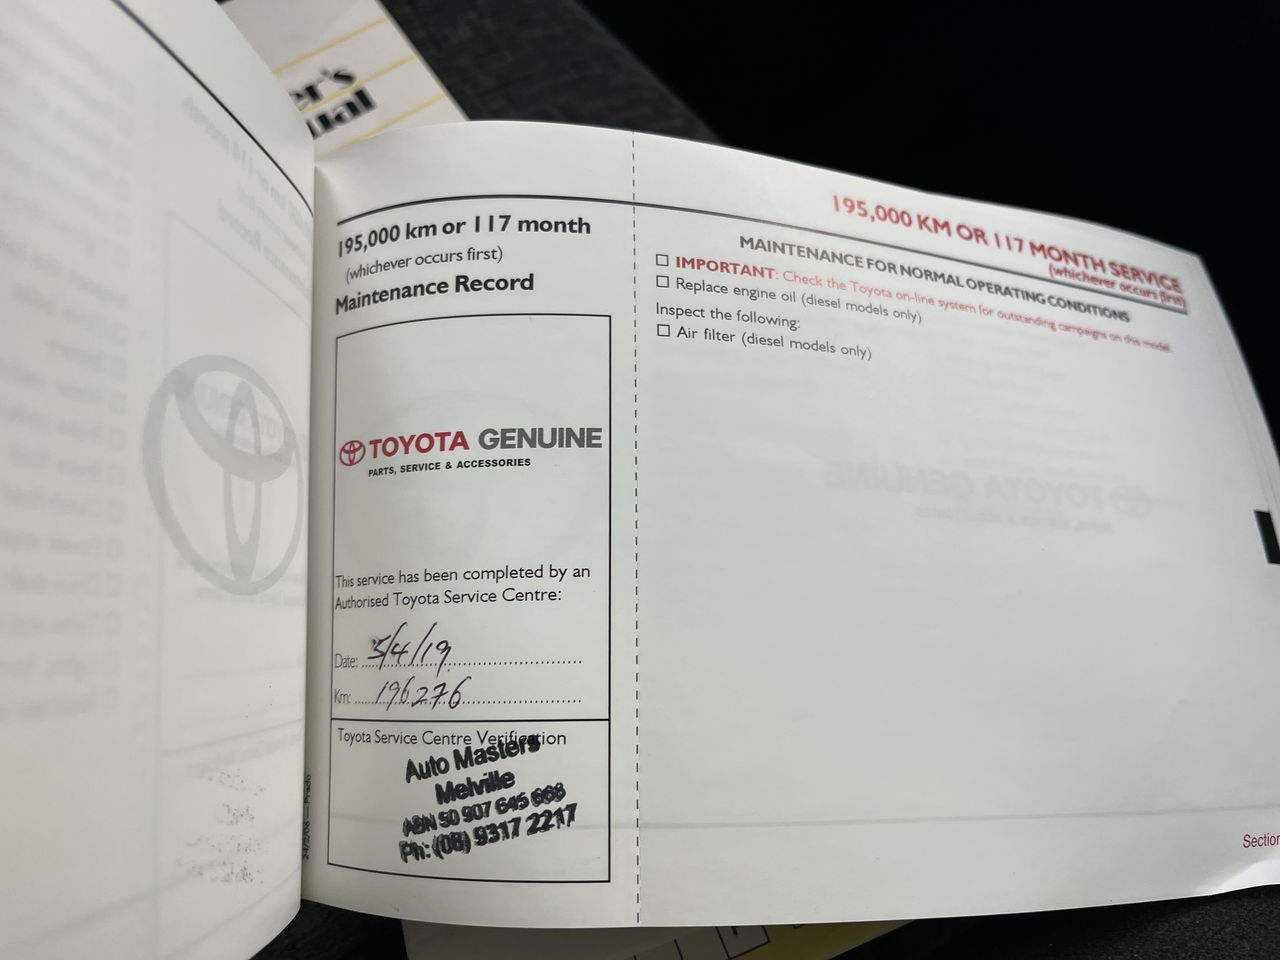 er's
ual
195,000 km or 117 month
(whichever occurs first)
Maintenance Record
TOYOTA GENUINE
PARTS, SERVICE & ACCESSORIES
This service has been completed by an
Authorised Toyota Service Centre:
Date: 5/4/19
Km: 196276
Toyota Service Centre Verification
Auto Masters
Melville
ABN 50 907 645 668
Ph: (08) 9317 2217
195,000 KM OR 117 MONTH SERVICE
(whichever occurs first)
MAINTENANCE FOR NORMAL OPERATING CONDITIONS
IMPORTANT: Check the Toyota on-line system for outstanding campaigns on this model.
Replace engine oil (diesel models only)
Inspect the following:
Air filter (diesel models only)
Section